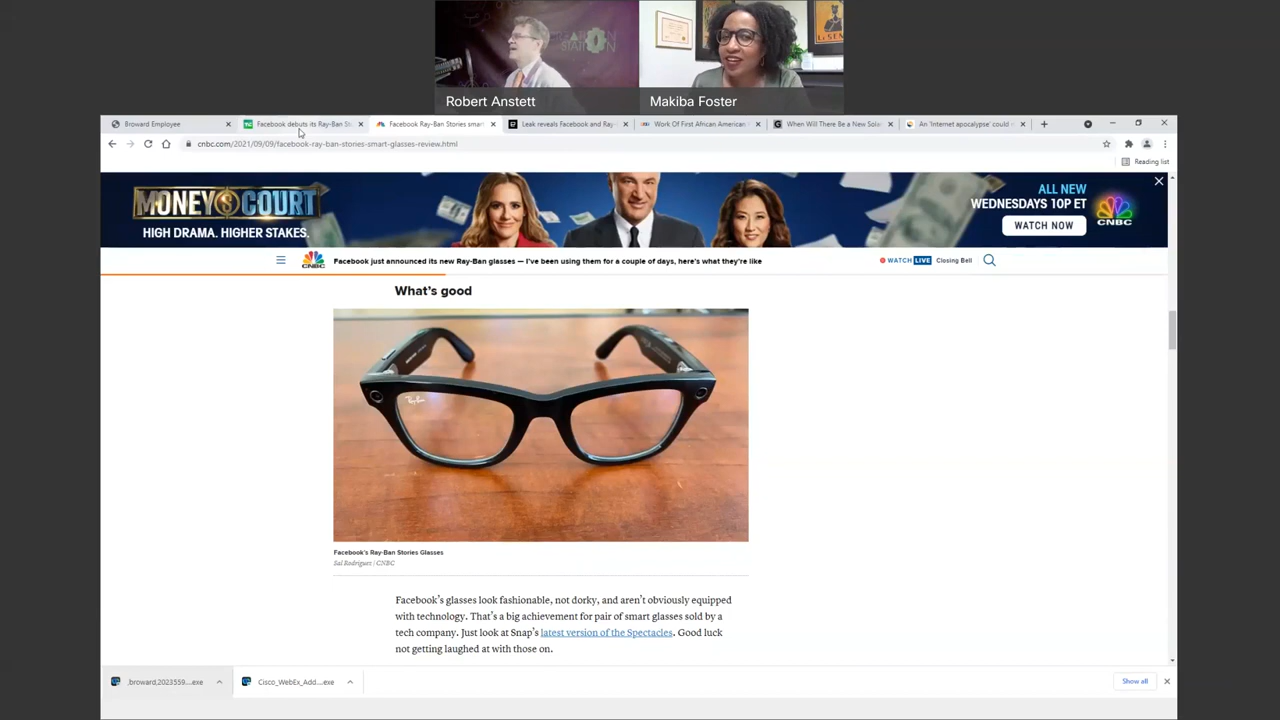 Robert Anstett
Makiba Foster
Broward Employee
Facebook debuts its Ray-Ban St
Facebook Ray-Ban Stories smar
Leak reveals Facebook and Ray
Work Of First African American
When Will There Be a New Sola
An 'Internet apocalypse' could
cnbc.com/2021/09/09/facebook-ray-ban-stories-smart-glasses-review.html
Reading list
MONEY COURT
HIGH DRAMA. HIGHER STAKES.
ALL NEW
WEDNESDAYS 10P ET
WATCH NOW
CNBC
CNBC
Facebook just announced its new Ray-Ban glasses — I've been using them for a couple of days, here's what they're like
WATCH LIVE Closing Bell
What's good
Ray-Ban
Facebook's Ray-Ban Stories Glasses
Sal Rodriguez | CNBC
Facebook's glasses look fashionable, not dorky, and aren't obviously equipped
with technology. That's a big achievement for pair of smart glasses sold by a
tech company. Just look at Snap's latest version of the Spectacles. Good luck
not getting laughed at with those on.
,broward,2023559....exe
Cisco_WebEx_Add....exe
Show all